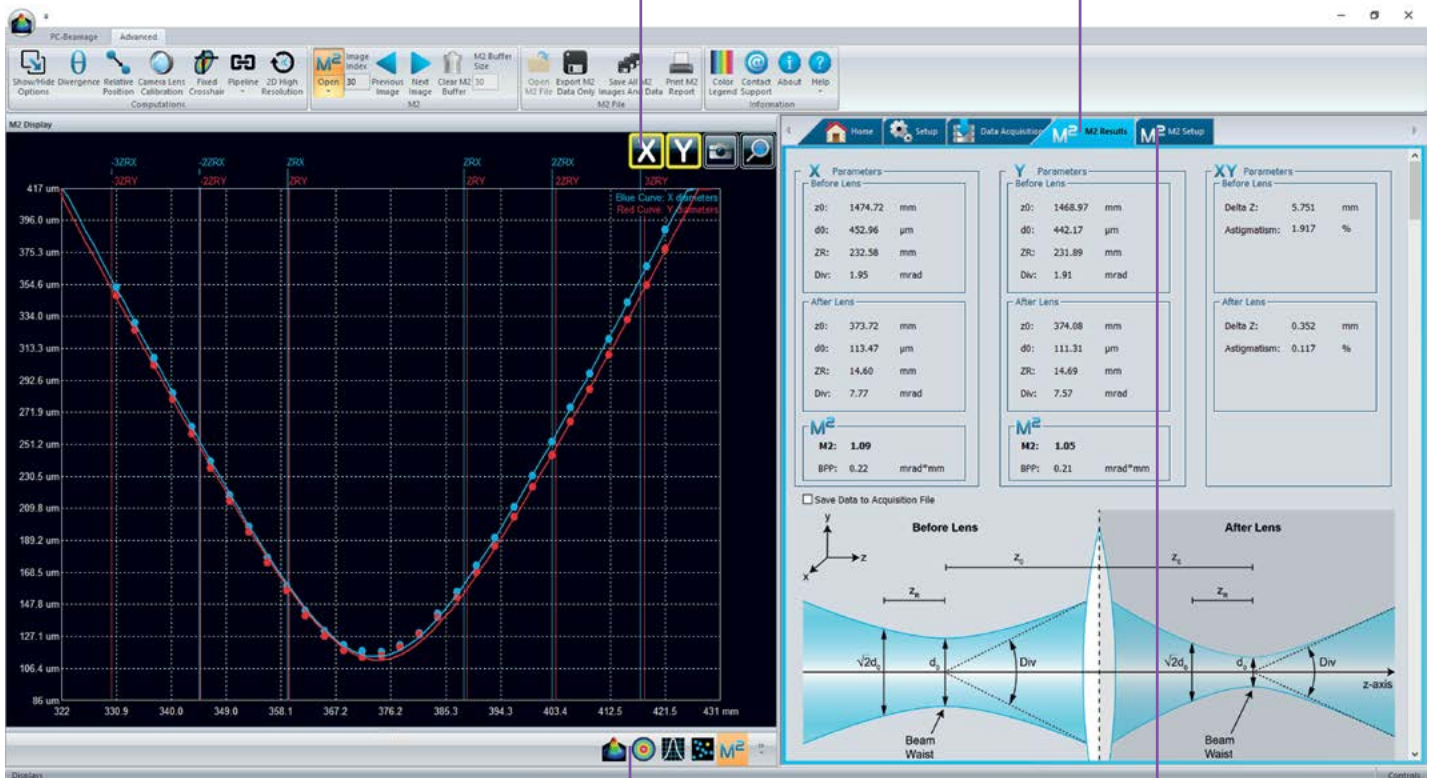 PC-Beamage Advanced
Show/Hide Options
Divergence
Relative Position
Camera Lens Calibration
Fixed Crosshair
Pipeline
2D High Resolution
Computations
M² Open
Image Index
30
Previous Image
Next Image
Clear M2 Buffer
M2 Buffer Size
30
M2
Open M2 File
Export M2 Data Only
Save All M2 Images And Data
Print M2 Report
M2 File
Color Legend
Contact Support
About
Help
Information
M2 Display
X Y
-3ZRX -2ZRX ZRX ZRX 2ZRX
-3ZRY -2ZRY ZRY ZRY 2ZRY 3ZRY
Blue Curve: X diameters
Red Curve: Y diameters
417 um
396.0 um
375.3 um
354.6 um
334.0 um
313.3 um
292.6 um
271.9 um
251.2 um
230.5 um
209.8 um
189.2 um
168.5 um
147.8 um
127.1 um
106.4 um
86 um
322 330.9 340.0 349.0 358.1 367.2 376.2 385.3 394.3 403.4 412.5 421.5 431 mm
M²
Displays
Home Setup Data Acquisition M² M2 Results M² M2 Setup
X Parameters
Before Lens
z0: 1474.72 mm
d0: 452.96 µm
ZR: 232.58 mm
Div: 1.95 mrad
After Lens
z0: 373.72 mm
d0: 113.47 µm
ZR: 14.60 mm
Div: 7.77 mrad
M²
M2: 1.09
BPP: 0.22 mrad*mm
Y Parameters
Before Lens
z0: 1468.97 mm
d0: 442.17 µm
ZR: 231.89 mm
Div: 1.91 mrad
After Lens
z0: 374.08 mm
d0: 111.31 µm
ZR: 14.69 mm
Div: 7.57 mrad
M²
M2: 1.05
BPP: 0.21 mrad*mm
XY Parameters
Before Lens
Delta Z: 5.751 mm
Astigmatism: 1.917 %
After Lens
Delta Z: 0.352 mm
Astigmatism: 0.117 %
Save Data to Acquisition File
y
z
x
Before Lens After Lens
z₀ z₀
zR zR
√2d₀ d₀ Div √2d₀ d₀ Div
z-axis
Beam Waist
Beam Waist
Controls